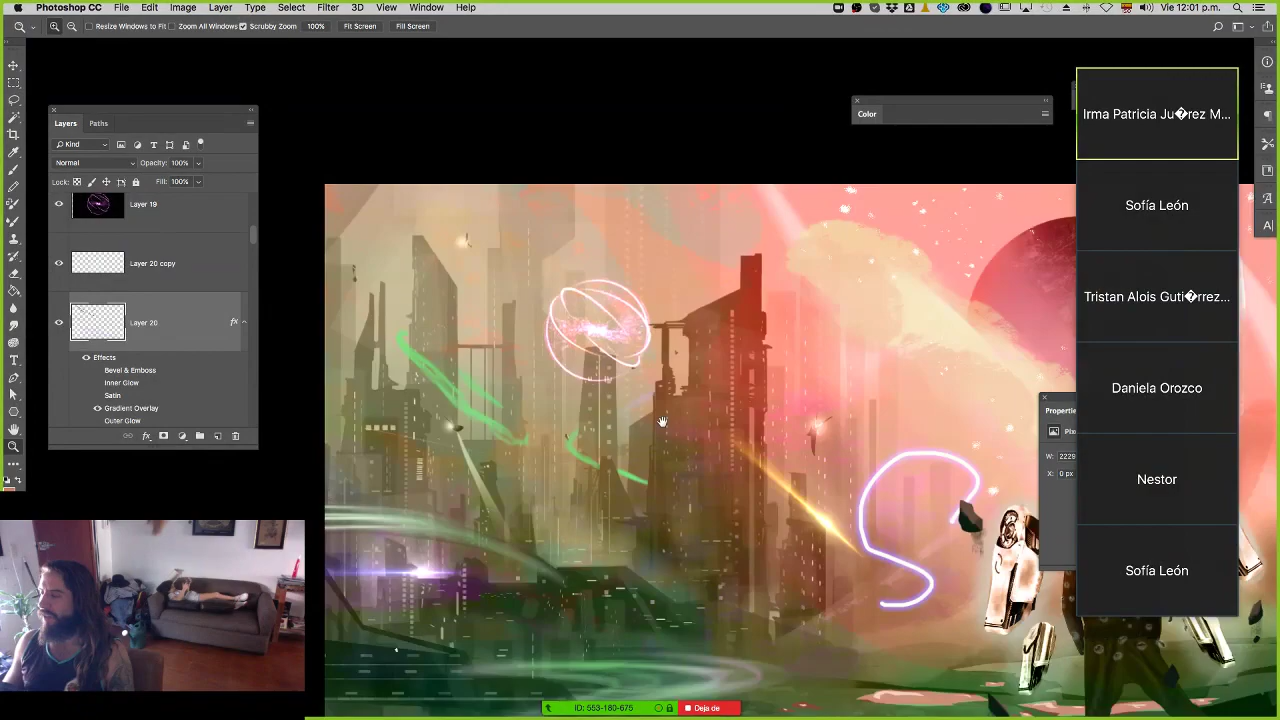 Photoshop CC File Edit Image Layer Type Select Filter 3D View Window Help Vie 12:01 p.m.
Resize Windows to Fit Zoom All Windows Scrubby Zoom 100% Fit Screen Fill Screen
Layers Paths
Kind
Normal Opacity: 100%
Lock: Fill: 100%
Layer 19
Layer 20 copy
Layer 20 fx
Effects
Bevel & Emboss
Inner Glow
Satin
Gradient Overlay
Outer Glow
Color
Properties
W: 2229
X: 0 px
Irma Patricia Ju�rez M...
Sofía León
Tristan Alois Guti�rrez...
Daniela Orozco
Nestor
Sofía León
ID: 553-180-675 Deja de